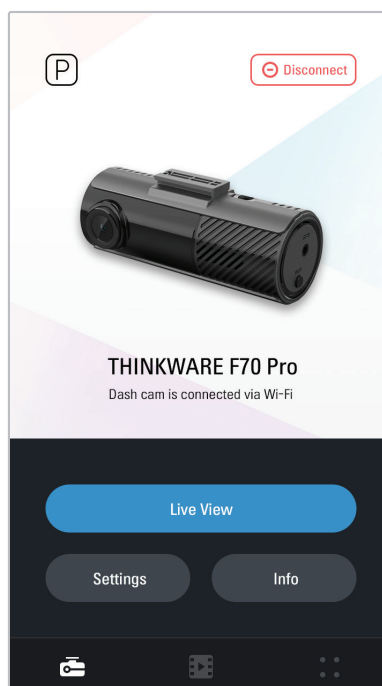 P
Disconnect
THINKWARE F70 Pro
Dash cam is connected via Wi-Fi
Live View
Settings
Info